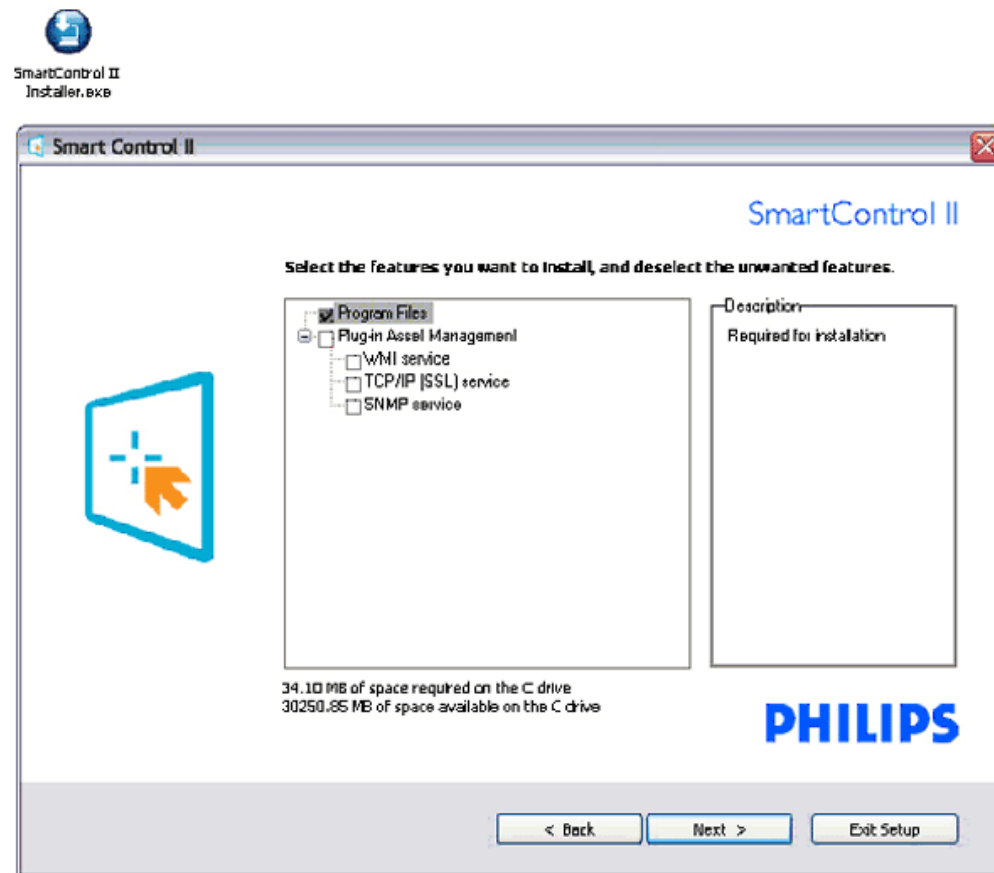 SmartControl II
Installer.exe
Smart Control II
SmartControl II
Select the features you want to install, and deselect the unwanted features.
Program Files
Plug-in Asset Management
WMI service
TCP/IP (SSL) service
SNMP service
Description
Required for installation
34.10 MB of space required on the C drive
30250.85 MB of space available on the C drive
PHILIPS
< Back
Next >
Exit Setup